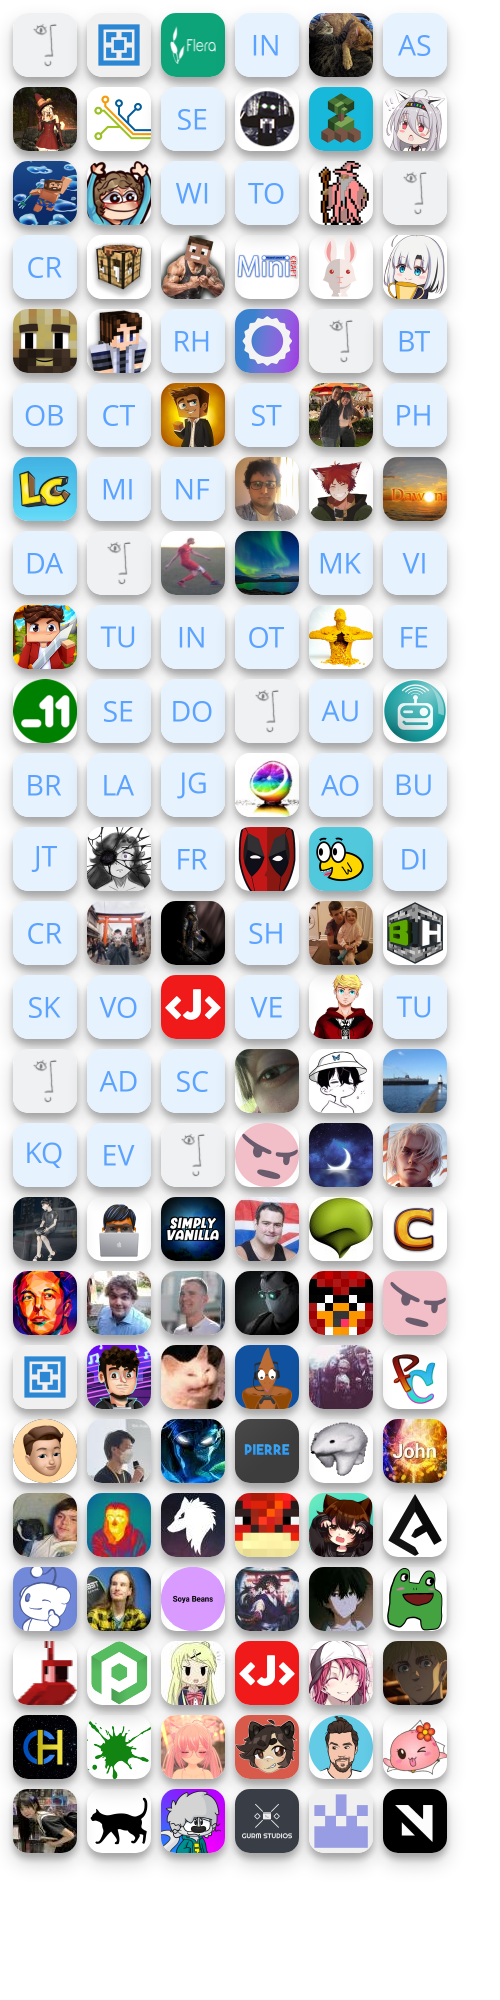 Flera
IN
AS
SE
WI
TO
CR
Mini
RH
BT
OB
CT
ST
PH
LC
MI
NF
Dawn
DA
MK
VI
TU
IN
OT
FE
_11
SE
DO
AU
BR
LA
JG
AO
BU
JT
FR
DI
CR
SH
BH
SK
VO
<J>
VE
TU
AD
SC
KQ
EV
SIMPLY
VANILLA
C
PC
PIERRE
John
Soya Beans
<J>
CH
GURM STUDIOS
N